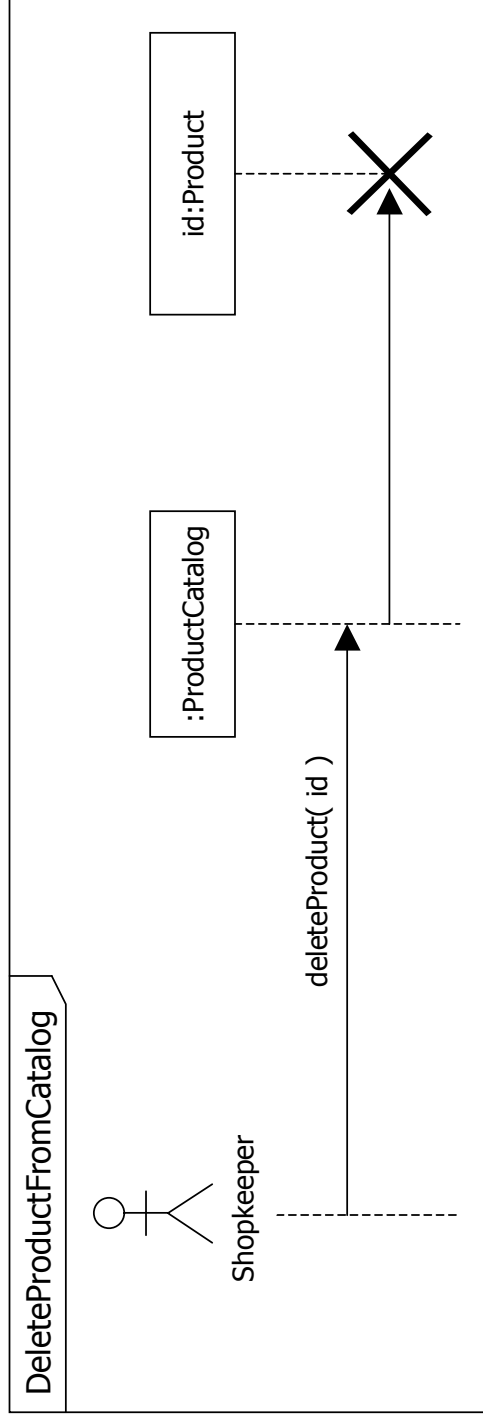 DeleteProductFromCatalog
Shopkeeper
:ProductCatalog
id:Product
deleteProduct( id )